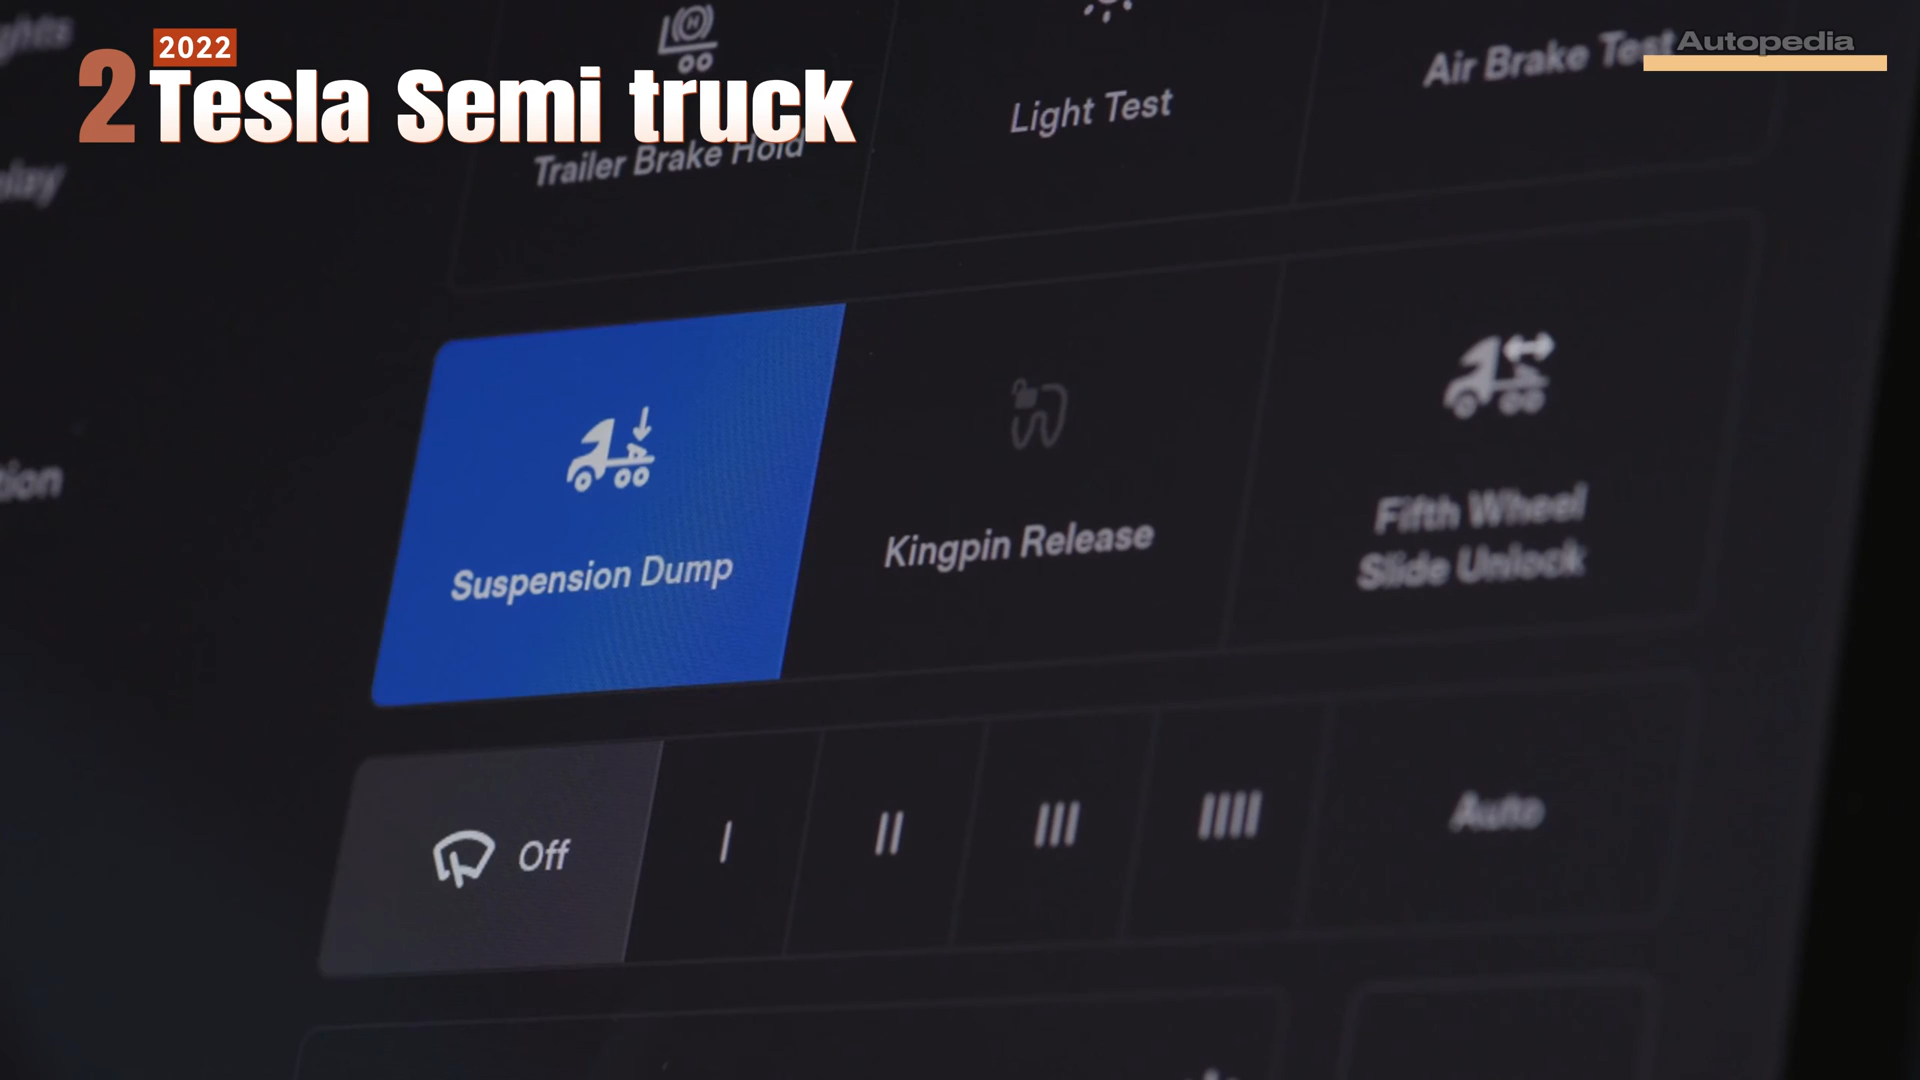 2022
2 Tesla Semi truck
Autopedia
Trailer Brake Hold
Light Test
Air Brake Test
Suspension Dump
Kingpin Release
Fifth Wheel
Slide Unlock
Off
I
II
III
IIII
Auto